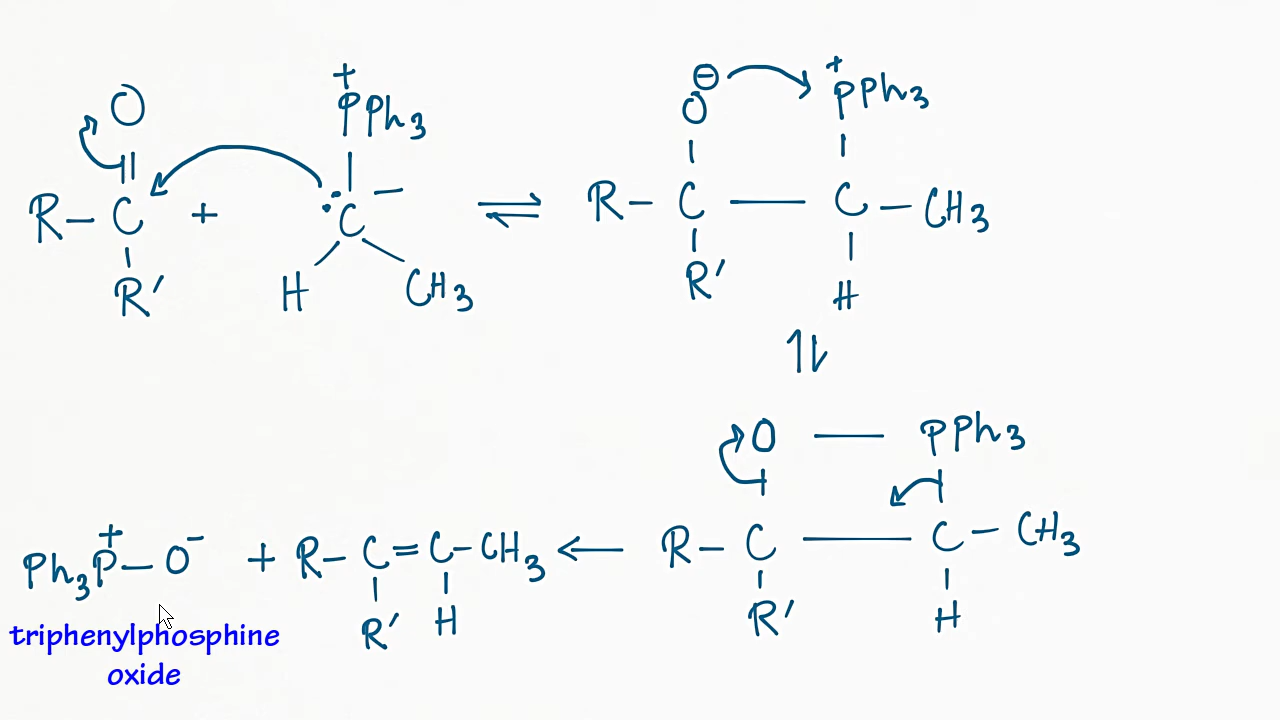 O + PPh3
R – C + :C –
R′ H CH3
⇌
O⊖ + PPh3
R – C — C – CH3
R′ H
⇌
O — PPh3
R – C — C – CH3
R′ H
←
Ph3P+ – O− + R – C = C – CH3
R′ H
triphenylphosphine
oxide